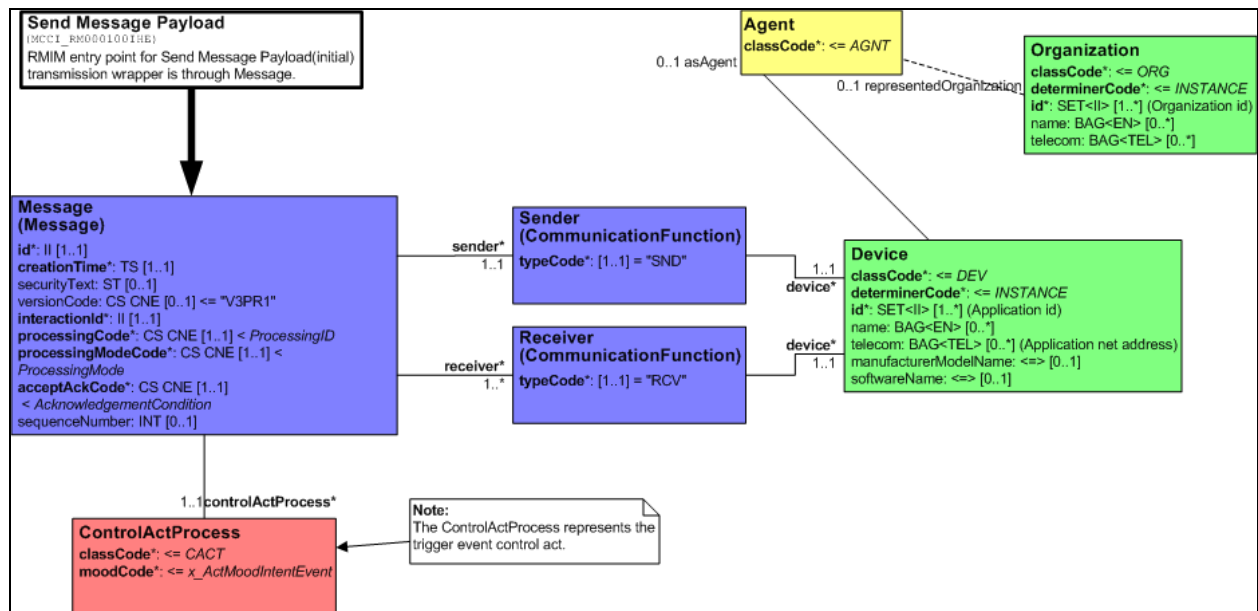 Send Message Payload
(MCCI_RM000100IHE)
RMIM entry point for Send Message Payload(initial)
transmission wrapper is through Message.
Agent
classCode*: <= AGNT
0..1 asAgent
0..1 representedOrganization
Organization
classCode*: <= ORG
determinerCode*: <= INSTANCE
id*: SET<II> [1..*] (Organization id)
name: BAG<EN> [0..*]
telecom: BAG<TEL> [0..*]
Message
(Message)
id*: II [1..1]
creationTime*: TS [1..1]
securityText: ST [0..1]
versionCode: CS CNE [0..1] <= "V3PR1"
interactionId*: II [1..1]
processingCode*: CS CNE [1..1] < ProcessingID
processingModeCode*: CS CNE [1..1] <
ProcessingMode
acceptAckCode*: CS CNE [1..1]
< AcknowledgementCondition
sequenceNumber: INT [0..1]
sender*
1..1
Sender
(CommunicationFunction)
typeCode*: [1..1] = "SND"
1..1
device*
receiver*
1..*
Receiver
(CommunicationFunction)
typeCode*: [1..1] = "RCV"
device*
1..1
Device
classCode*: <= DEV
determinerCode*: <= INSTANCE
id*: SET<II> [1..*] (Application id)
name: BAG<EN> [0..*]
telecom: BAG<TEL> [0..*] (Application net address)
manufacturerModelName: <=> [0..1]
softwareName: <=> [0..1]
1..1controlActProcess*
ControlActProcess
classCode*: <= CACT
moodCode*: <= x_ActMoodIntentEvent
Note:
The ControlActProcess represents the
trigger event control act.